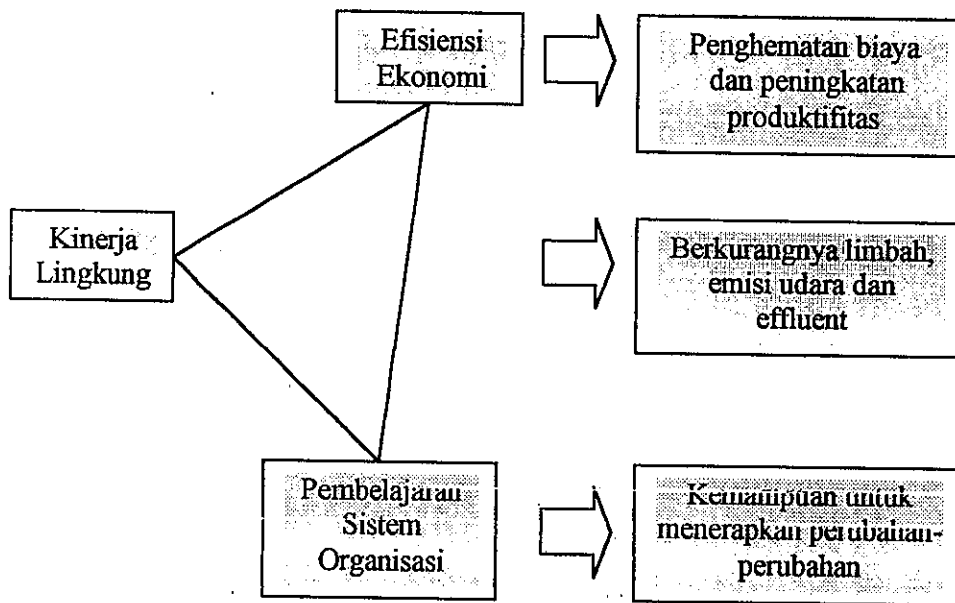 Efisiensi
Ekonomi
Penghematan biaya
dan peningkatan
produktifitas
Kinerja
Lingkung
Berkurangnya limbah,
emisi udara dan
effluent
Pembelajaran
Sistem
Organisasi
Kemampuan untuk
menerapkan perubahan-
perubahan